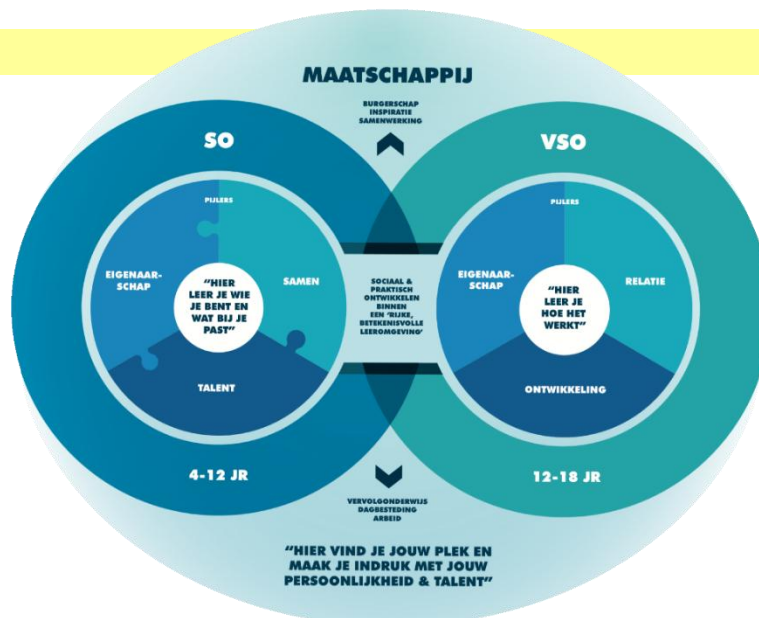 MAATSCHAPPIJ
BURGERSCHAP
INSPIRATIE
SAMENWERKING
SO
PIJLERS
EIGENAAR-
SCHAP
SAMEN
"HIER
LEER JE WIE
JE BENT EN
WAT BIJ JE
PAST"
TALENT
4-12 JR
SOCIAAL &
PRAKTISCH
ONTWIKKELEN
BINNEN
EEN 'RIJKE,
BETEKENISVOLLE
LEEROMGEVING'
VSO
PIJLERS
EIGENAAR-
SCHAP
RELATIE
"HIER
LEER JE
HOE HET
WERKT"
ONTWIKKELING
12-18 JR
VERVOLGONDERWIJS
DAGBESTEDING
ARBEID
"HIER VIND JE JOUW PLEK EN
MAAK JE INDRUK MET JOUW
PERSOONLIJKHEID & TALENT"